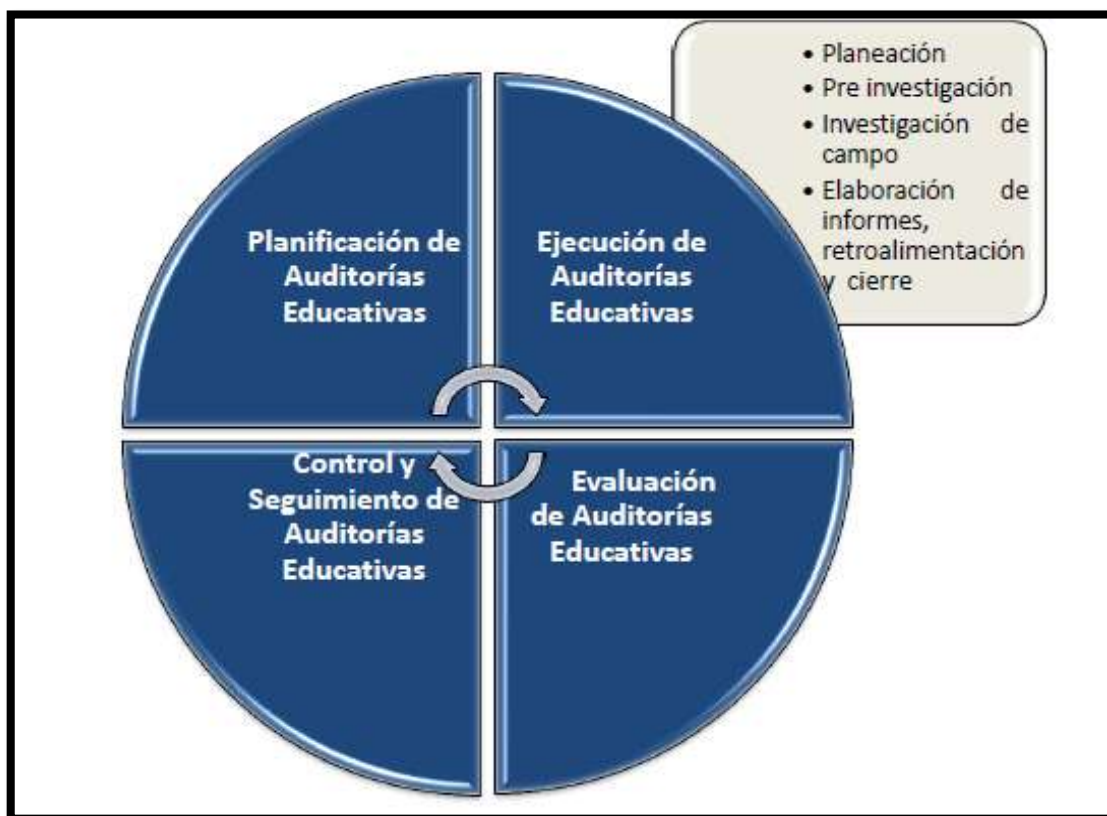 • Planeación
• Pre investigación
• Investigación de
campo
• Elaboración de
informes,
retroalimentación
y cierre
Planificación de
Auditorías
Educativas
Ejecución de
Auditorías
Educativas
Control y
Seguimiento de
Auditorías
Educativas
Evaluación
de Auditorías
Educativas